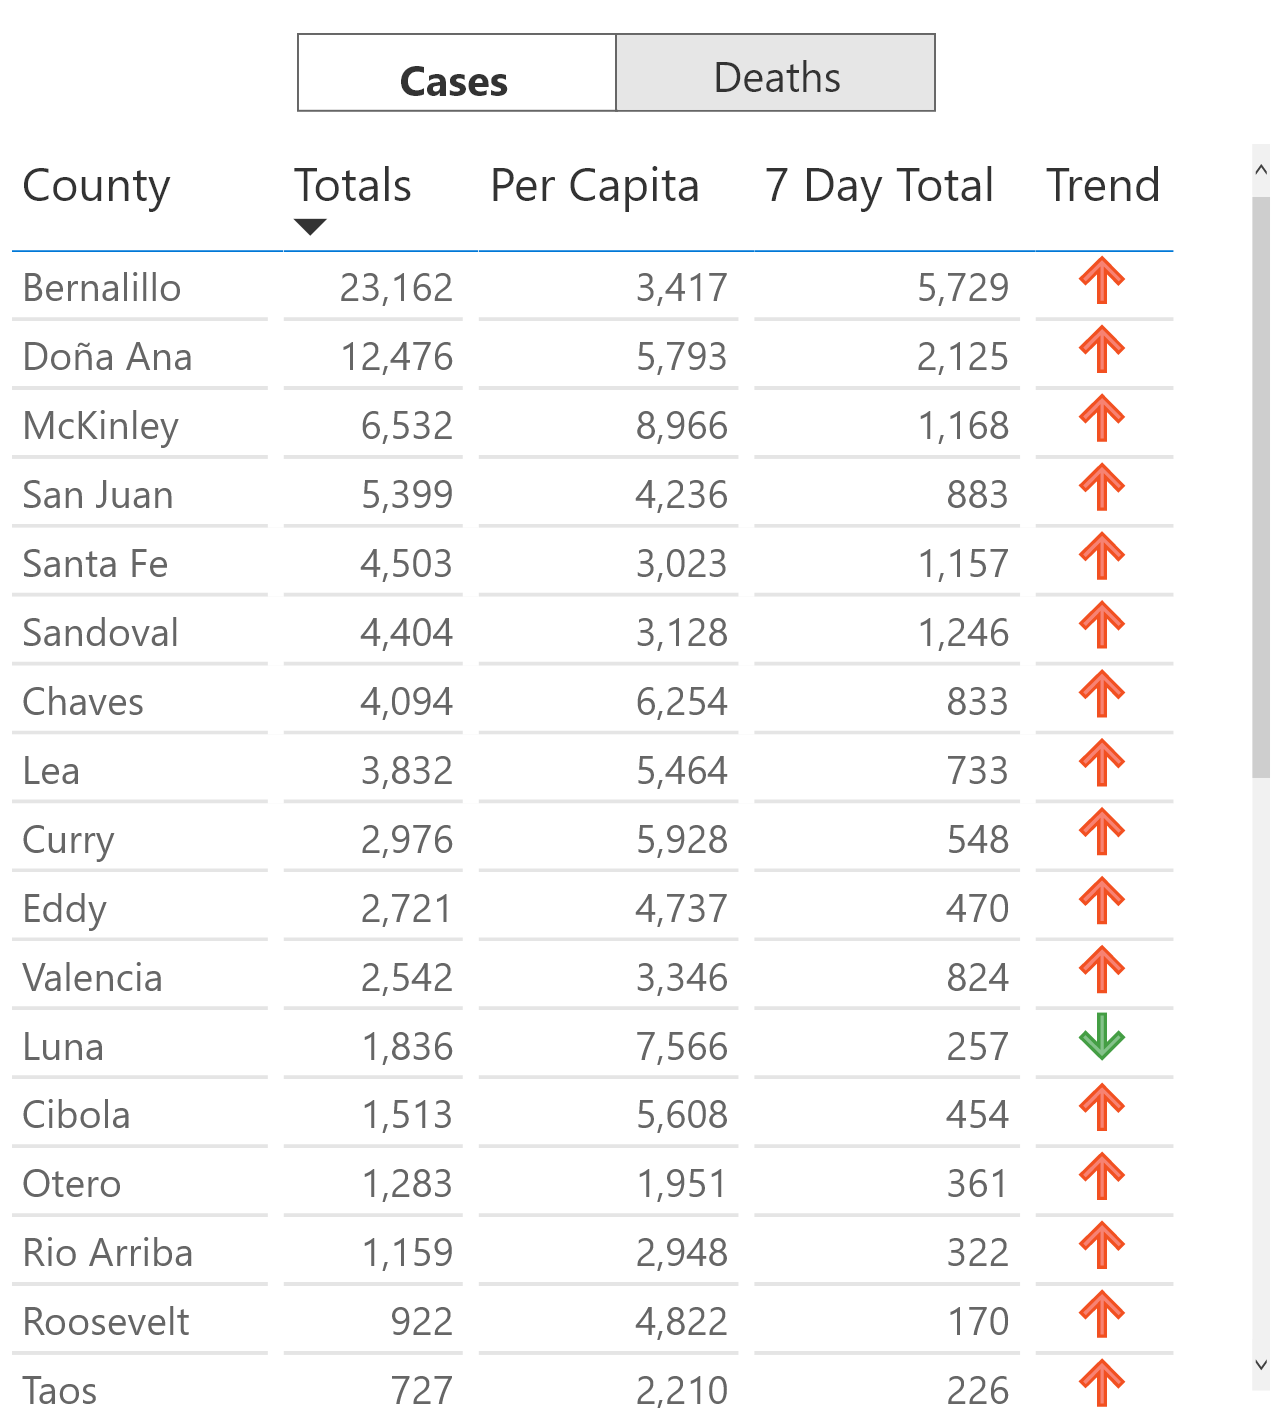 Cases Deaths
County Totals Per Capita 7 Day Total Trend
Bernalillo 23,162 3,417 5,729
Doña Ana 12,476 5,793 2,125
McKinley 6,532 8,966 1,168
San Juan 5,399 4,236 883
Santa Fe 4,503 3,023 1,157
Sandoval 4,404 3,128 1,246
Chaves 4,094 6,254 833
Lea 3,832 5,464 733
Curry 2,976 5,928 548
Eddy 2,721 4,737 470
Valencia 2,542 3,346 824
Luna 1,836 7,566 257
Cibola 1,513 5,608 454
Otero 1,283 1,951 361
Rio Arriba 1,159 2,948 322
Roosevelt 922 4,822 170
Taos 727 2,210 226